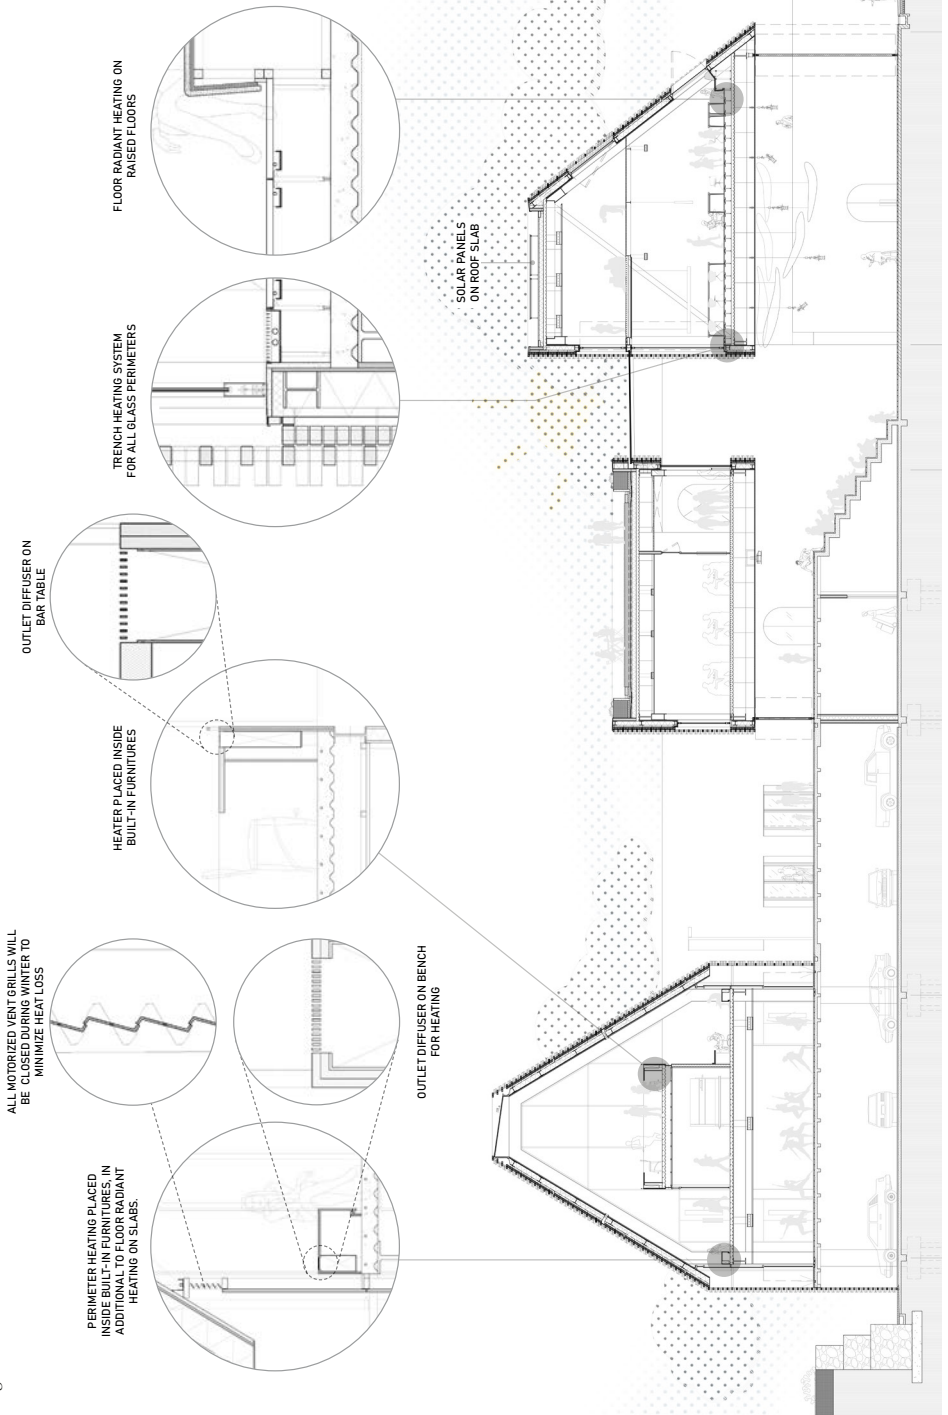 ALL MOTORIZED VENT GRILLS WILL
BE CLOSED DURING WINTER TO
MINIMIZE HEAT LOSS
PERIMETER HEATING PLACED
INSIDE BUILT-IN FURNITURES, IN
ADDITIONAL TO FLOOR RADIANT
HEATING ON SLABS.
OUTLET DIFFUSER ON BENCH
FOR HEATING
HEATER PLACED INSIDE
BUILT-IN FURNITURES
OUTLET DIFFUSER ON
BAR TABLE
TRENCH HEATING SYSTEM
FOR ALL GLASS PERIMETERS
FLOOR RADIANT HEATING ON
RAISED FLOORS
SOLAR PANELS
ON ROOF SLAB